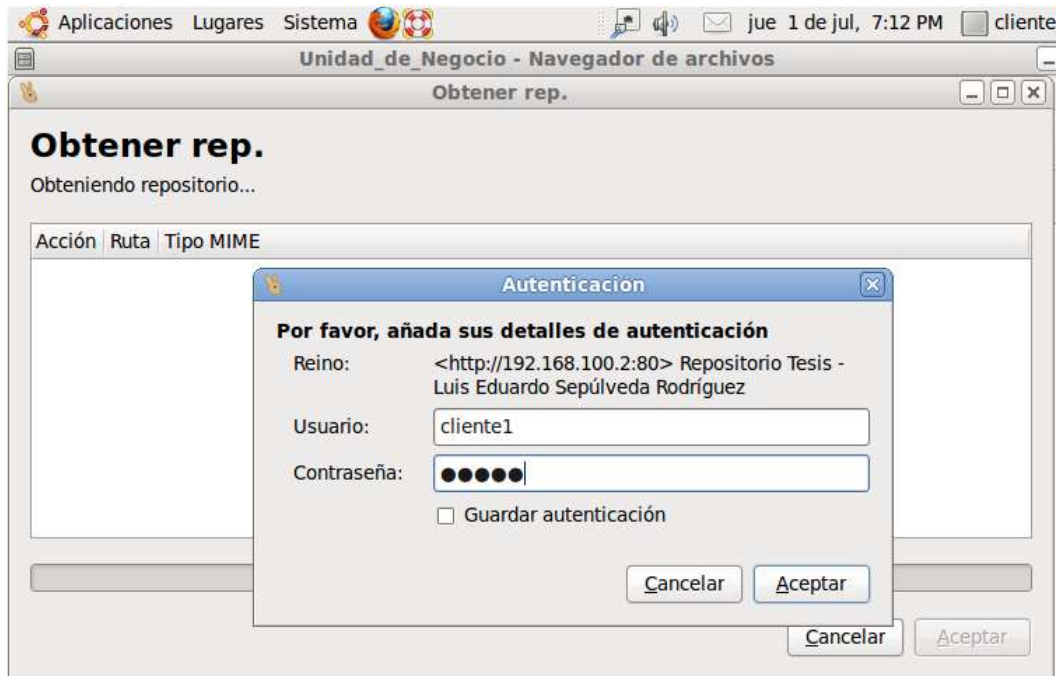 Aplicaciones Lugares Sistema jue 1 de jul, 7:12 PM cliente
Unidad_de_Negocio - Navegador de archivos
Obtener rep.
Obtener rep.
Obteniendo repositorio...
Acción Ruta Tipo MIME
Autenticación
Por favor, añada sus detalles de autenticación
Reino: <http://192.168.100.2:80> Repositorio Tesis -
Luis Eduardo Sepúlveda Rodríguez
Usuario: cliente1
Contraseña: ●●●●●
Guardar autenticación
Cancelar Aceptar
Cancelar Aceptar